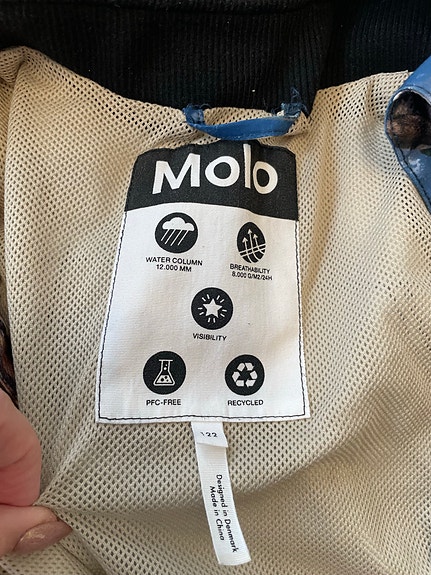 Molo
WATER COLUMN
12.000 MM
BREATHABILITY
8.000 G/M2/24H
VISIBILITY
PFC-FREE
RECYCLED
122
Designed in Denmark
Made in China